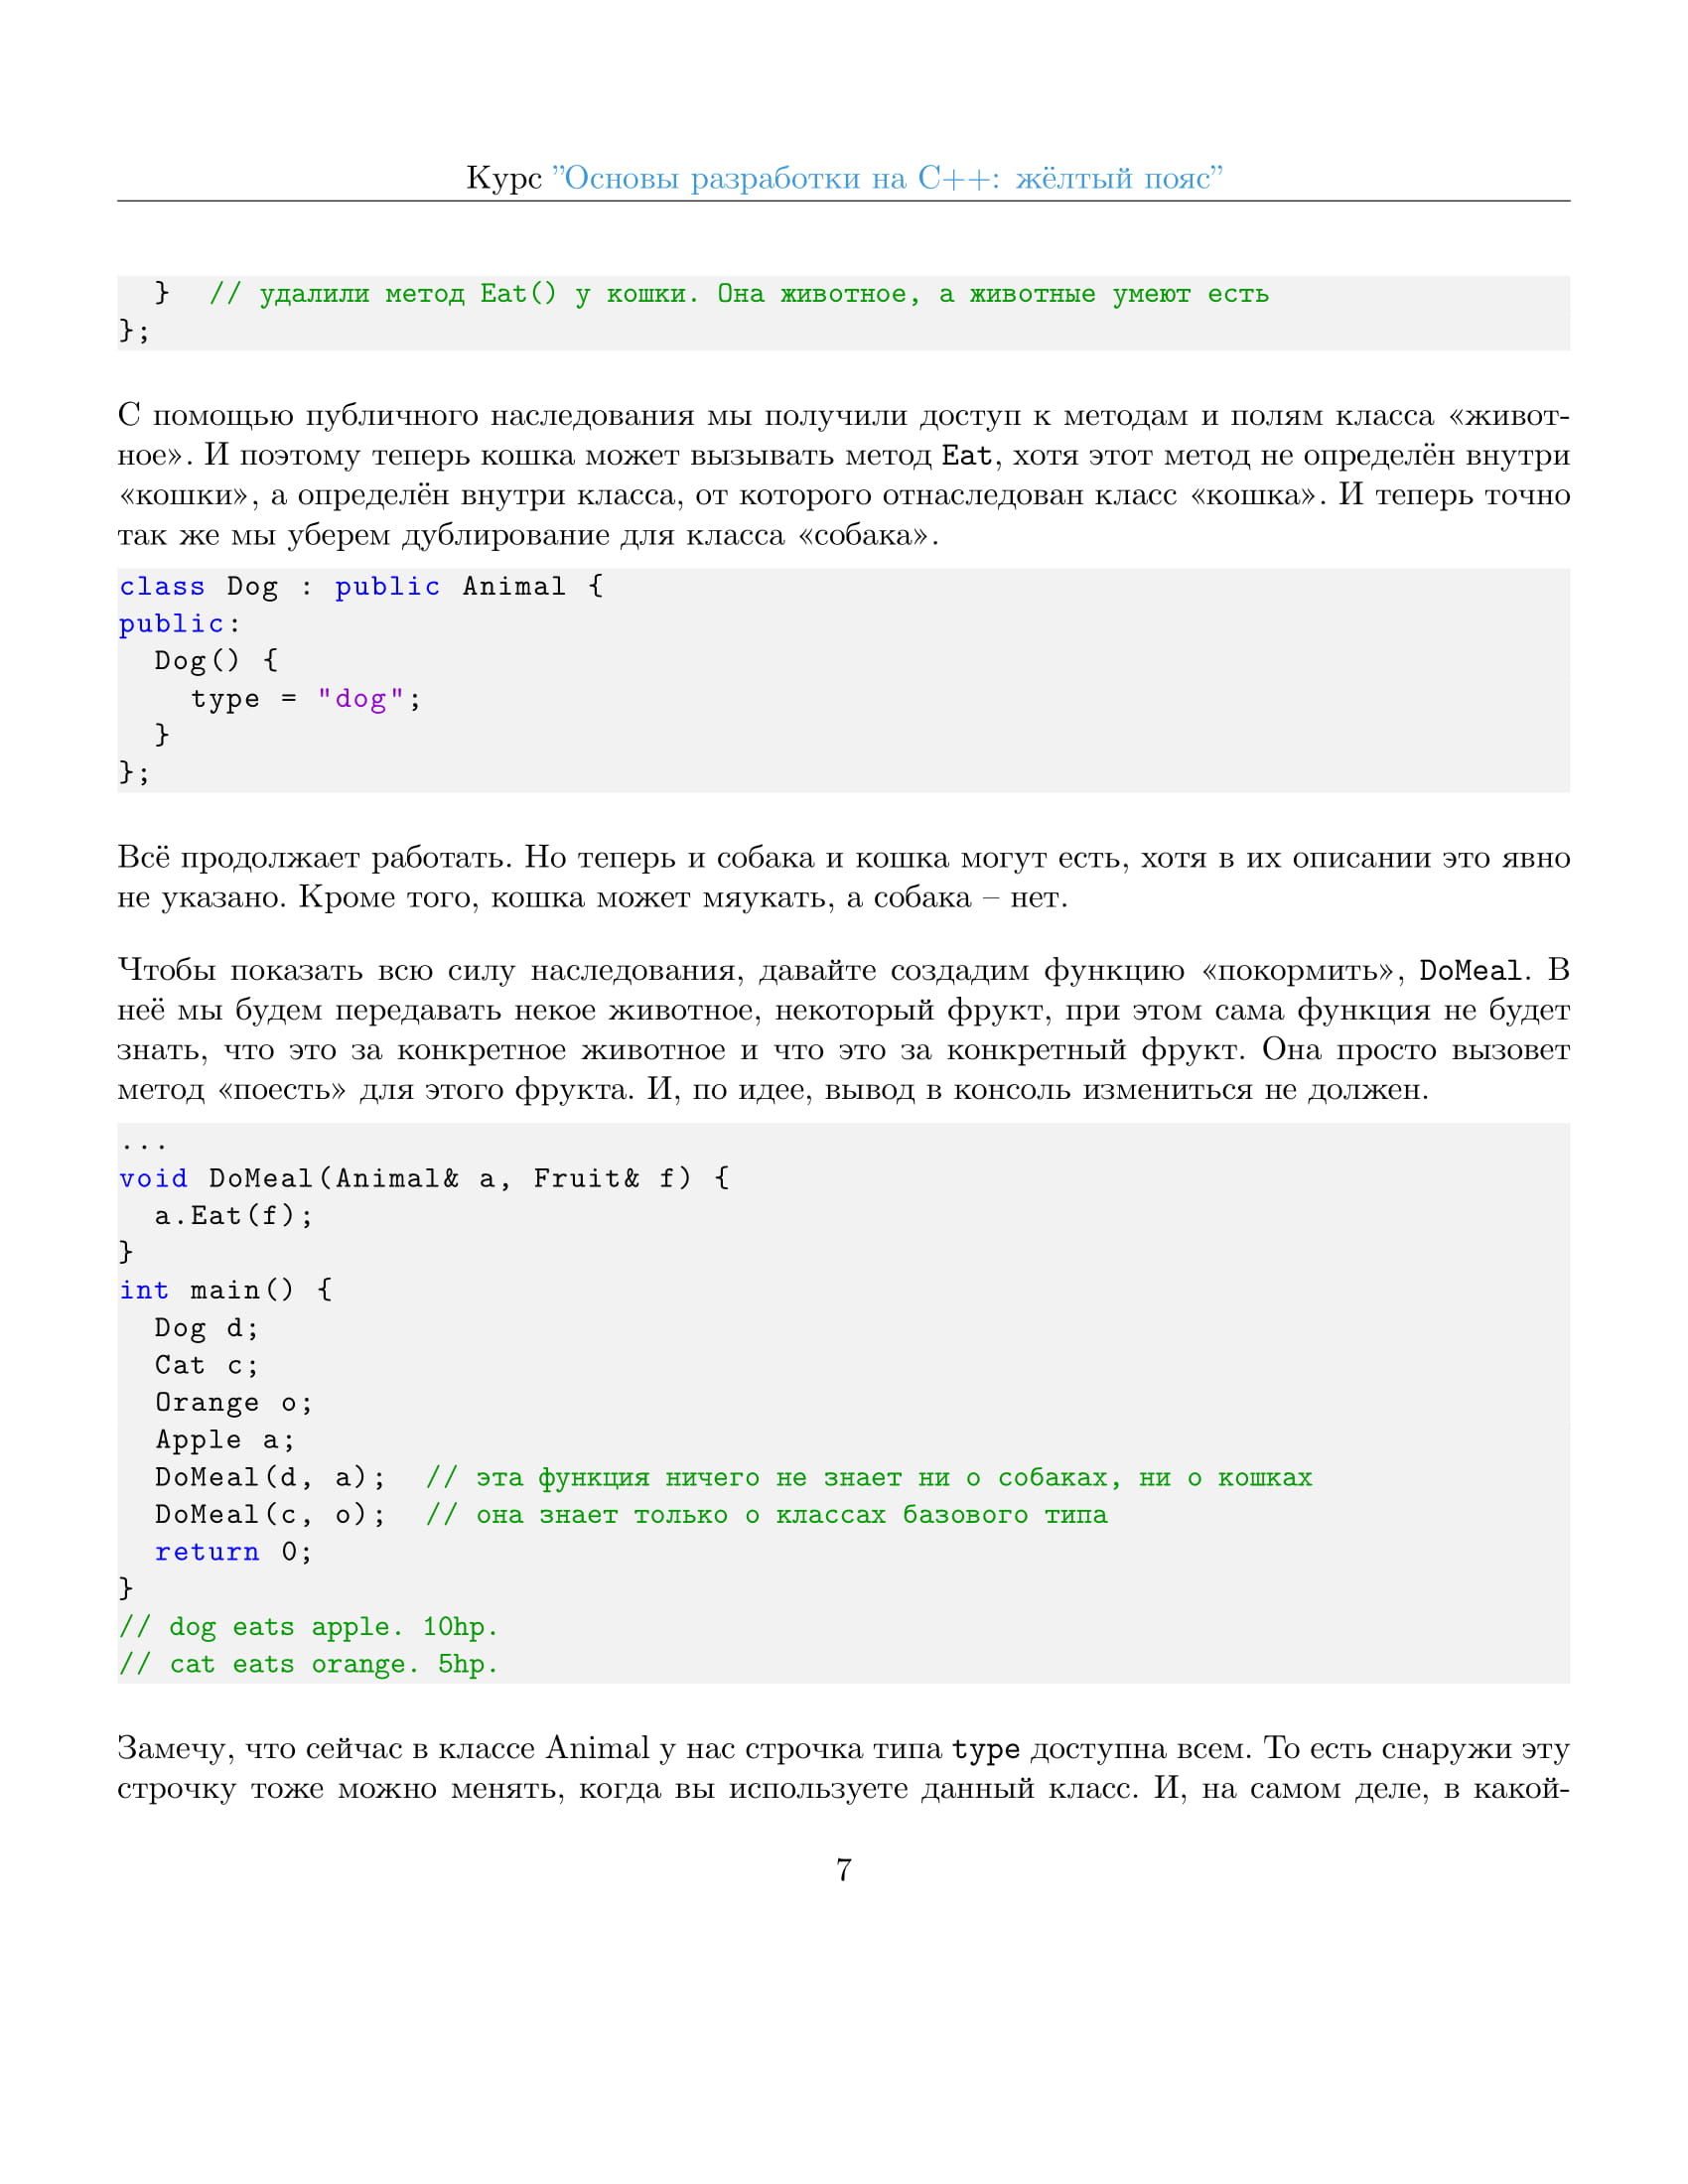 Курс ”Основы разработки на C++: жёлтый пояс”
  }  // удалили метод Eat() у кошки. Она животное, а животные умеют есть
};
С помощью публичного наследования мы получили доступ к методам и полям класса «живот-
ное». И поэтому теперь кошка может вызывать метод Eat, хотя этот метод не определён внутри
«кошки», а определён внутри класса, от которого отнаследован класс «кошка». И теперь точно
так же мы уберем дублирование для класса «собака».
class Dog : public Animal {
public:
  Dog() {
    type = "dog";
  }
};
Всё продолжает работать. Но теперь и собака и кошка могут есть, хотя в их описании это явно
не указано. Кроме того, кошка может мяукать, а собака – нет.
Чтобы показать всю силу наследования, давайте создадим функцию «покормить», DoMeal. В
неё мы будем передавать некое животное, некоторый фрукт, при этом сама функция не будет
знать, что это за конкретное животное и что это за конкретный фрукт. Она просто вызовет
метод «поесть» для этого фрукта. И, по идее, вывод в консоль измениться не должен.
...
void DoMeal(Animal& a, Fruit& f) {
  a.Eat(f);
}
int main() {
  Dog d;
  Cat c;
  Orange o;
  Apple a;
  DoMeal(d, a);  // эта функция ничего не знает ни о собаках, ни о кошках
  DoMeal(c, o);  // она знает только о классах базового типа
  return 0;
}
// dog eats apple. 10hp.
// cat eats orange. 5hp.
Замечу, что сейчас в классе Animal у нас строчка типа type доступна всем. То есть снаружи эту
строчку тоже можно менять, когда вы используете данный класс. И, на самом деле, в какой-
7